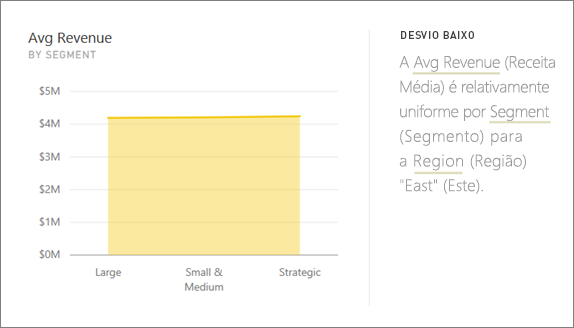 Avg Revenue
BY SEGMENT
$5M
$4M
$3M
$2M
$1M
$0M
Large
Small &
Medium
Strategic
DESVIO BAIXO
A Avg Revenue (Receita
Média) é relativamente
uniforme por Segment
(Segmento) para
a Region (Região)
"East" (Este).